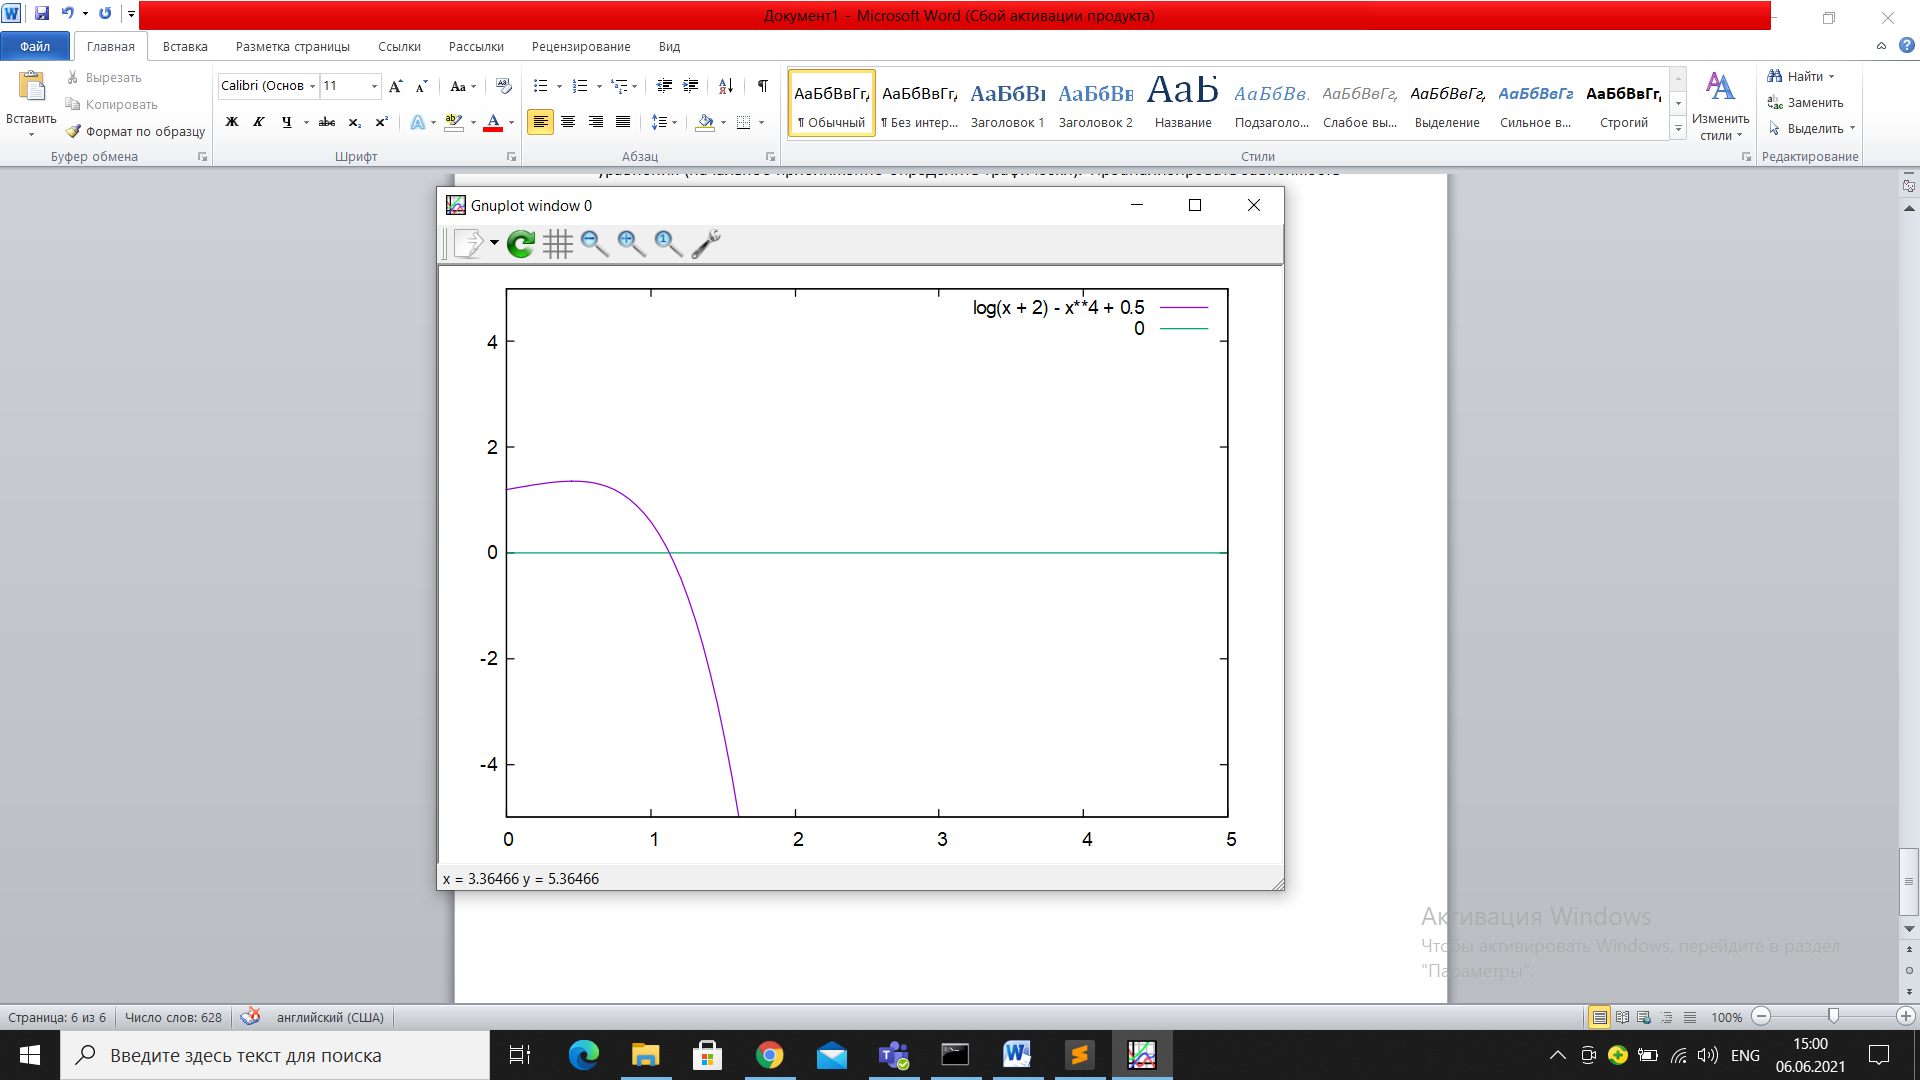 Документ1 - Microsoft Word (Сбой активации продукта)
Файл Главная Вставка Разметка страницы Ссылки Рассылки Рецензирование Вид
Вставить
Вырезать
Копировать
Формат по образцу
Буфер обмена
Calibri (Основ 11
Ж К Ч abc x₂ x²
Шрифт
Абзац
АаБбВвГг, АаБбВвГг, АаБбВі АаБбВв АаБ АаБбВв. АаБбВвГг, АаБбВвГг, АаБбВвГг АаБбВвГг,
¶ Обычный ¶ Без интер... Заголовок 1 Заголовок 2 Название Подзаголо... Слабое вы... Выделение Сильное в... Строгий
Стили
Изменить
стили
Найти
Заменить
Выделить
Редактирование
Gnuplot window 0
log(x + 2) - x**4 + 0.5
0
4
2
0
-2
-4
0 1 2 3 4 5
x = 3.36466 y = 5.36466
Активация Windows
Чтобы активировать Windows, перейдите в раздел
"Параметры".
Страница: 6 из 6 Число слов: 628 английский (США) 100%
Введите здесь текст для поиска
ENG
15:00
06.06.2021